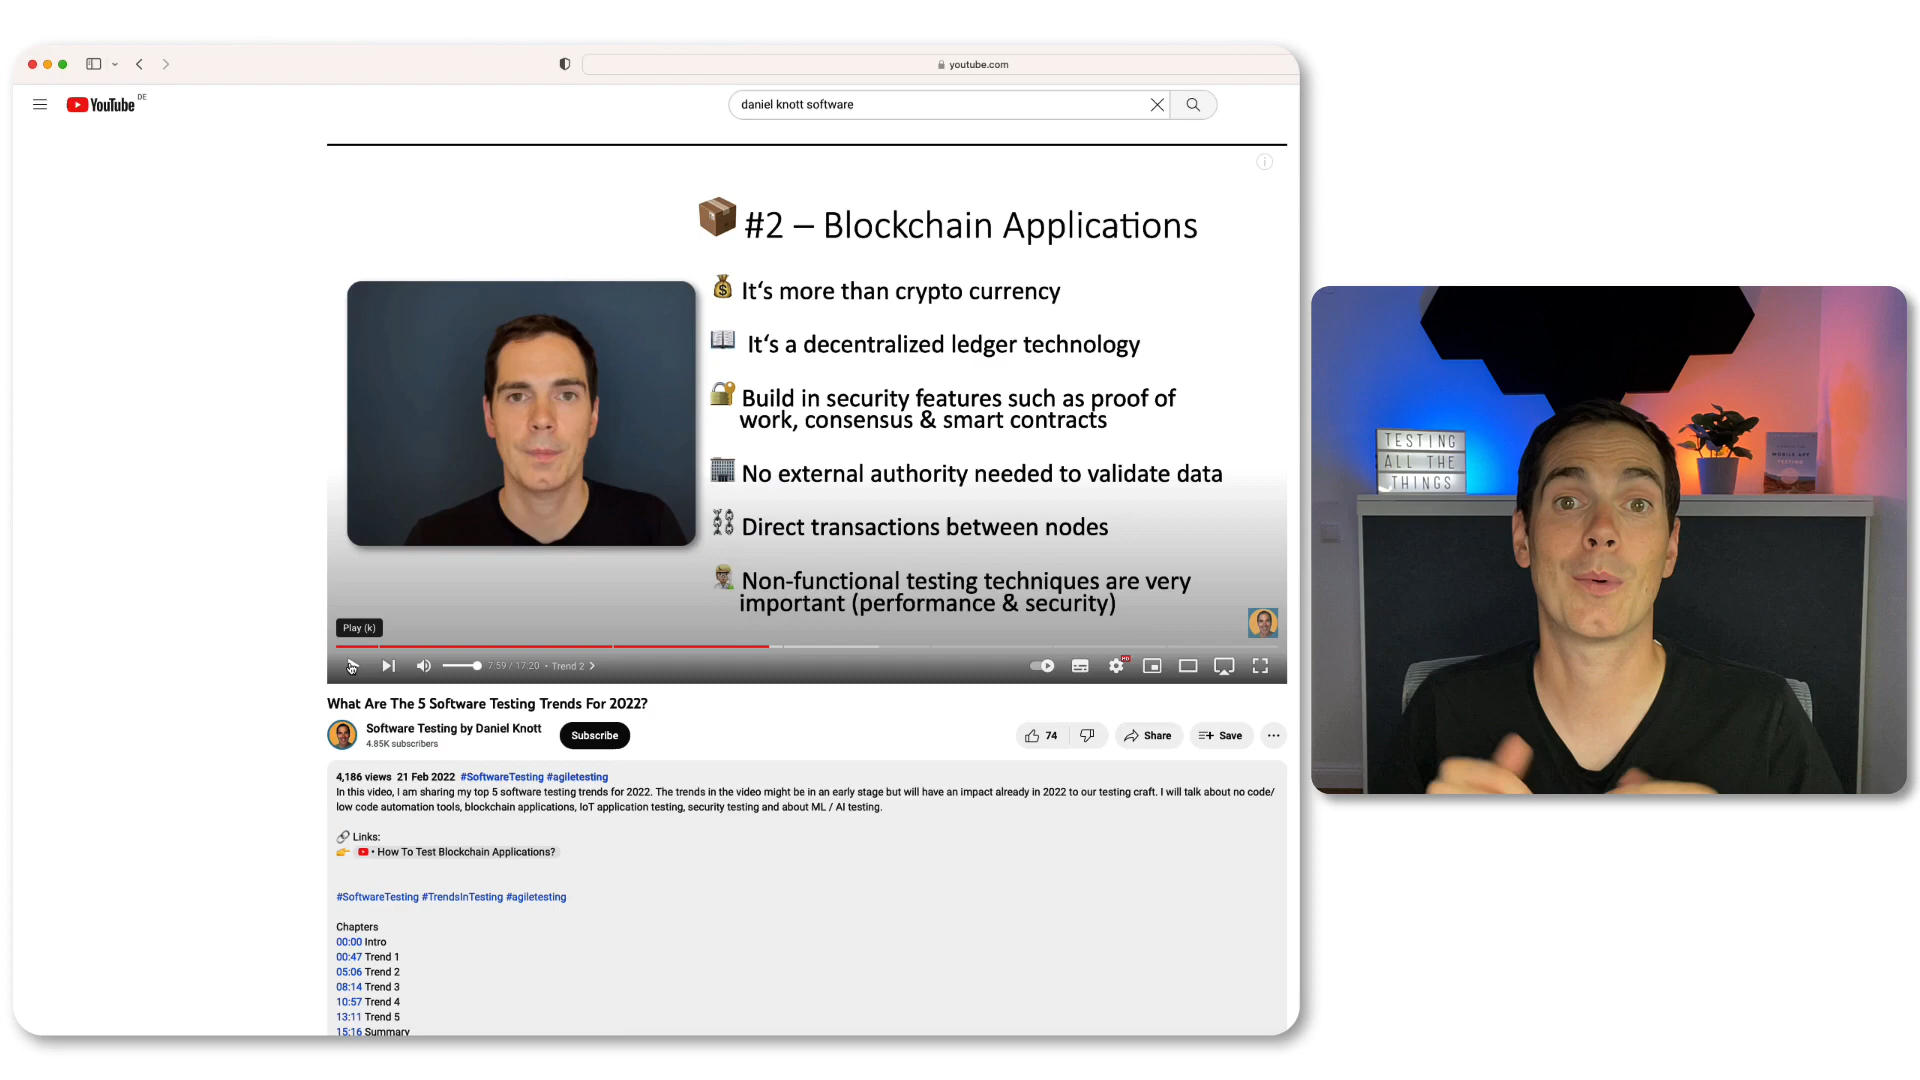 youtube.com
YouTube DE
daniel knott software
#2 – Blockchain Applications
It's more than crypto currency
It's a decentralized ledger technology
Build in security features such as proof of
work, consensus & smart contracts
No external authority needed to validate data
Direct transactions between nodes
Non-functional testing techniques are very
important (performance & security)
Play (k)
7:59 / 17:20 • Trend 2
HD
What Are The 5 Software Testing Trends For 2022?
Software Testing by Daniel Knott
4.85K subscribers
Subscribe
74
Share
Save
4,186 views 21 Feb 2022 #SoftwareTesting #agiletesting
In this video, I am sharing my top 5 software testing trends for 2022. The trends in the video might be in an early stage but will have an impact already in 2022 to our testing craft. I will talk about no code/
low code automation tools, blockchain applications, IoT application testing, security testing and about ML / AI testing.
Links:
• How To Test Blockchain Applications?
#SoftwareTesting #TrendsInTesting #agiletesting
Chapters
00:00 Intro
00:47 Trend 1
05:06 Trend 2
08:14 Trend 3
10:57 Trend 4
13:11 Trend 5
15:16 Summary
TESTING
ALL THE
THINGS
MOBILE APP
TESTING